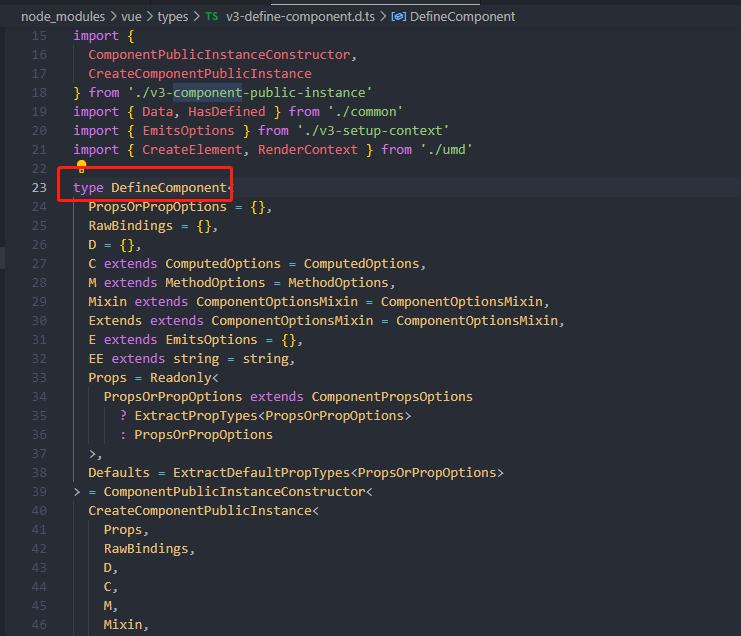 node_modules > vue > types > TS v3-define-component.d.ts > DefineComponent
15 import {
16 ComponentPublicInstanceConstructor,
17 CreateComponentPublicInstance
18 } from './v3-component-public-instance'
19 import { Data, HasDefined } from './common'
20 import { EmitsOptions } from './v3-setup-context'
21 import { CreateElement, RenderContext } from './umd'
22
23 type DefineComponent<
24 PropsOrPropOptions = {},
25 RawBindings = {},
26 D = {},
27 C extends ComputedOptions = ComputedOptions,
28 M extends MethodOptions = MethodOptions,
29 Mixin extends ComponentOptionsMixin = ComponentOptionsMixin,
30 Extends extends ComponentOptionsMixin = ComponentOptionsMixin,
31 E extends EmitsOptions = {},
32 EE extends string = string,
33 Props = Readonly<
34 PropsOrPropOptions extends ComponentPropsOptions
35 ? ExtractPropTypes<PropsOrPropOptions>
36 : PropsOrPropOptions
37 >,
38 Defaults = ExtractDefaultPropTypes<PropsOrPropOptions>
39 > = ComponentPublicInstanceConstructor<
40 CreateComponentPublicInstance<
41 Props,
42 RawBindings,
43 D,
44 C,
45 M,
46 Mixin,